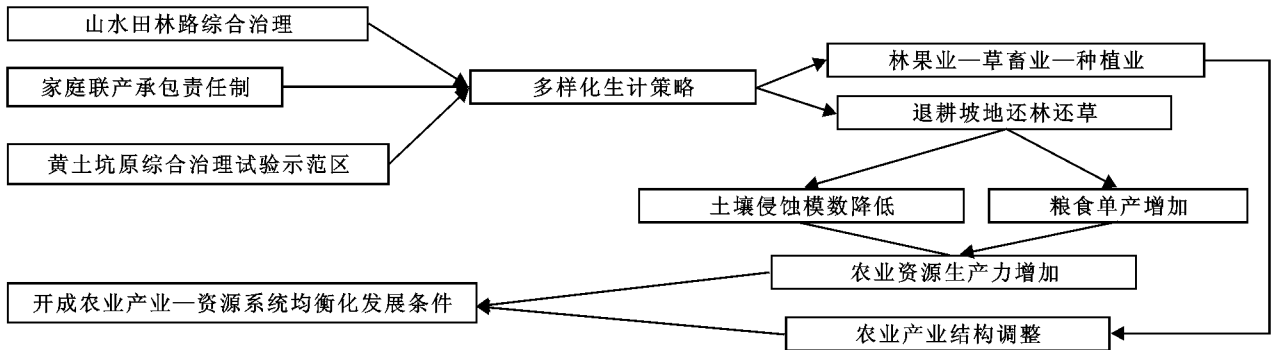 山水田林路综合治理
家庭联产承包责任制
黄土坑原综合治理试验示范区
多样化生计策略
林果业—草畜业—种植业
退耕坡地还林还草
土壤侵蚀模数降低
粮食单产增加
农业资源生产力增加
开成农业产业—资源系统均衡化发展条件
农业产业结构调整